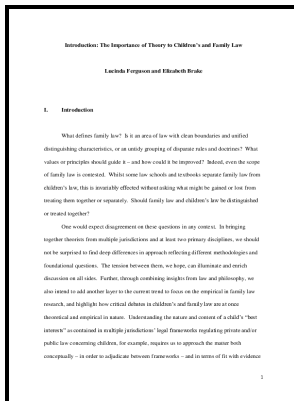 Introduction: The Importance of Theory to Children's and Family Law
Lucinda Ferguson and Elizabeth Brake
I. Introduction
What defines family law? Is it an area of law with clean boundaries and unified
distinguishing characteristics, or an untidy grouping of disparate rules and doctrines? What
values or principles should guide it – and how could it be improved? Indeed, even the scope
of family law is contested. Whilst some law schools and textbooks separate family law from
children's law, this is invariably effected without asking what might be gained or lost from
treating them together or separately. Should family law and children's law be distinguished
or treated together?
One would expect disagreement on these questions in any context. In bringing
together theorists from multiple jurisdictions and at least two primary disciplines, we should
not be surprised to find deep differences in approach reflecting different methodologies and
foundational questions. The tension between them, we hope, can illuminate and enrich
discussion on all sides. Further, through combining insights from law and philosophy, we
also intend to add another layer to the current trend to focus on the empirical in family law
research, and highlight how critical debates in children's and family law are at once
theoretical and empirical in nature. Understanding the nature and content of a child's "best
interests" as contained in multiple jurisdictions' legal frameworks regulating private and/or
public law concerning children, for example, requires us to approach the matter both
conceptually – in order to adjudicate between frameworks – and in terms of fit with evidence
1